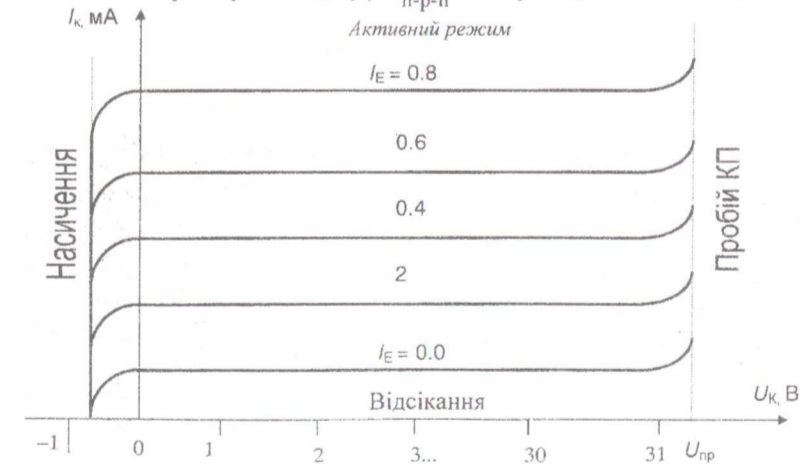 n-p-n
Iк, мА
Активний режим
IE = 0.8
0.6
0.4
2
IE = 0.0
Насичення
Пробій КП
Відсікання
UК, В
−1 0 1 2 3... 30 31 Uпр